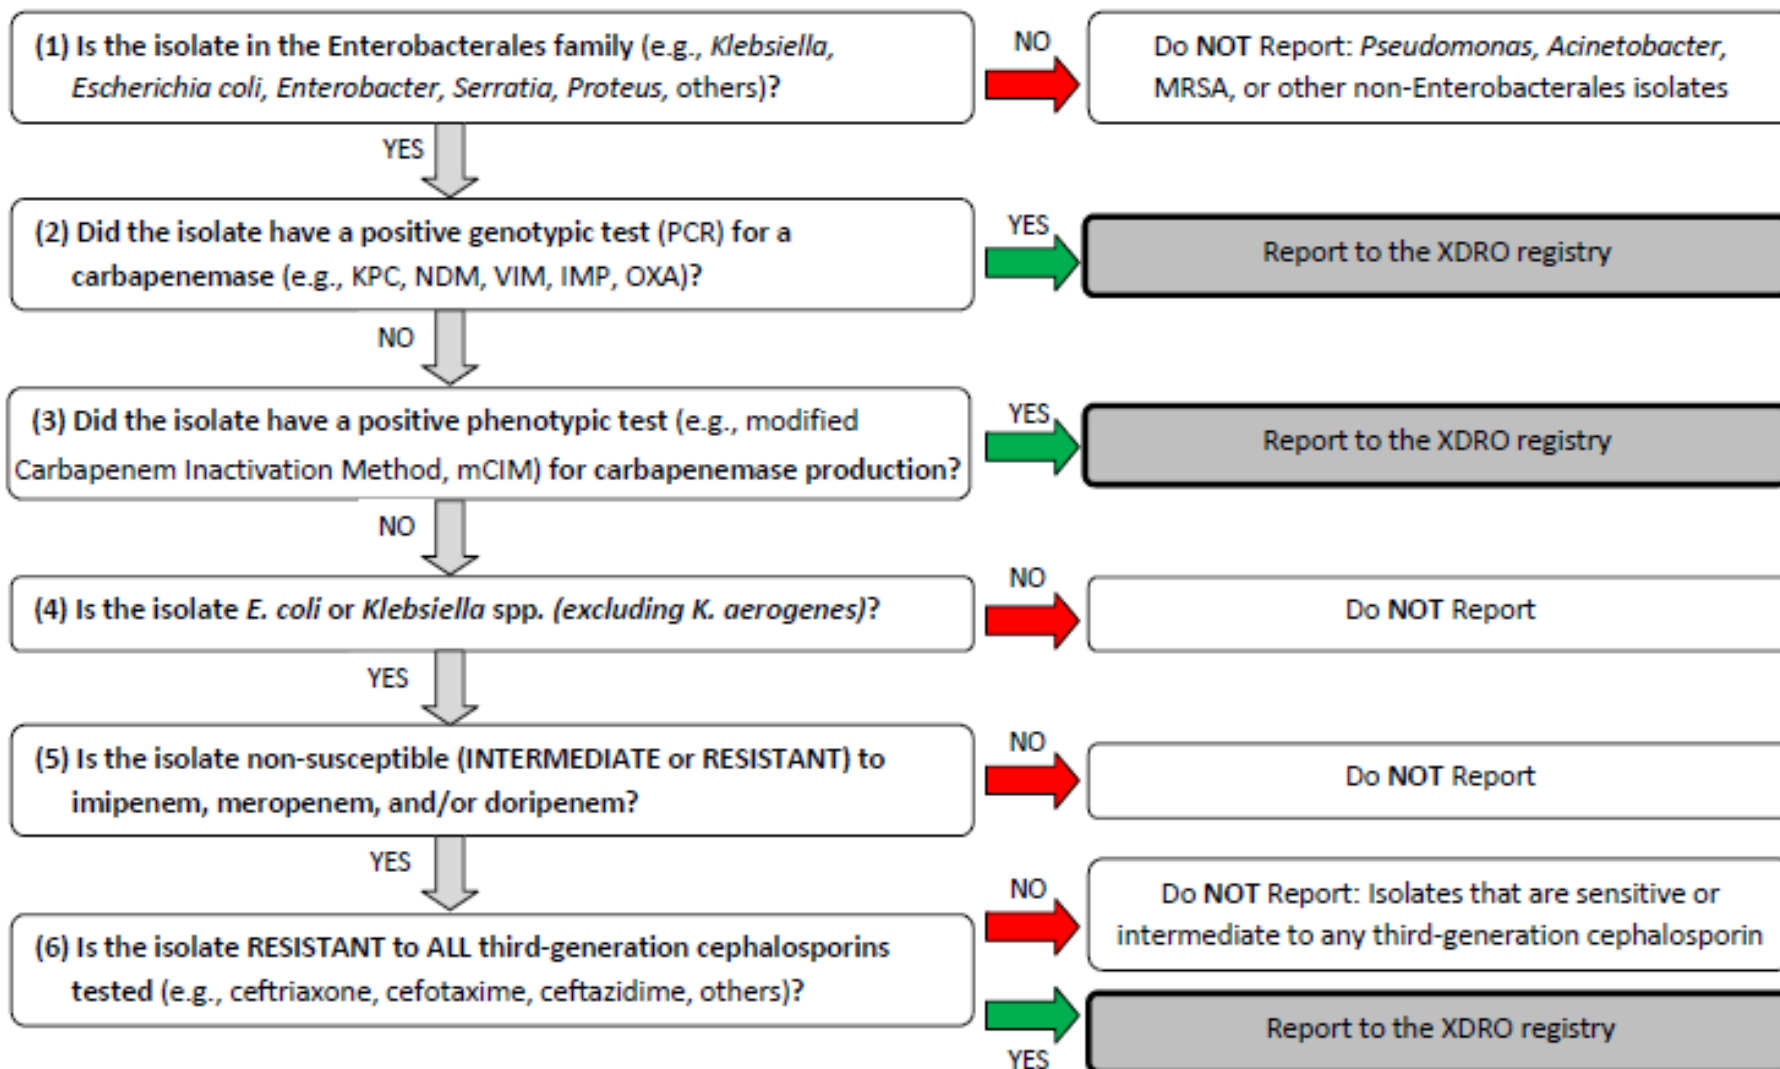 (1) Is the isolate in the Enterobacterales family (e.g., Klebsiella,
Escherichia coli, Enterobacter, Serratia, Proteus, others)?
NO
Do NOT Report: Pseudomonas, Acinetobacter,
MRSA, or other non-Enterobacterales isolates
YES
(2) Did the isolate have a positive genotypic test (PCR) for a
carbapenemase (e.g., KPC, NDM, VIM, IMP, OXA)?
YES
Report to the XDRO registry
NO
(3) Did the isolate have a positive phenotypic test (e.g., modified
Carbapenem Inactivation Method, mCIM) for carbapenemase production?
YES
Report to the XDRO registry
NO
(4) Is the isolate E. coli or Klebsiella spp. (excluding K. aerogenes)?
NO
Do NOT Report
YES
(5) Is the isolate non-susceptible (INTERMEDIATE or RESISTANT) to
imipenem, meropenem, and/or doripenem?
NO
Do NOT Report
YES
(6) Is the isolate RESISTANT to ALL third-generation cephalosporins
tested (e.g., ceftriaxone, cefotaxime, ceftazidime, others)?
NO
Do NOT Report: Isolates that are sensitive or
intermediate to any third-generation cephalosporin
YES
Report to the XDRO registry